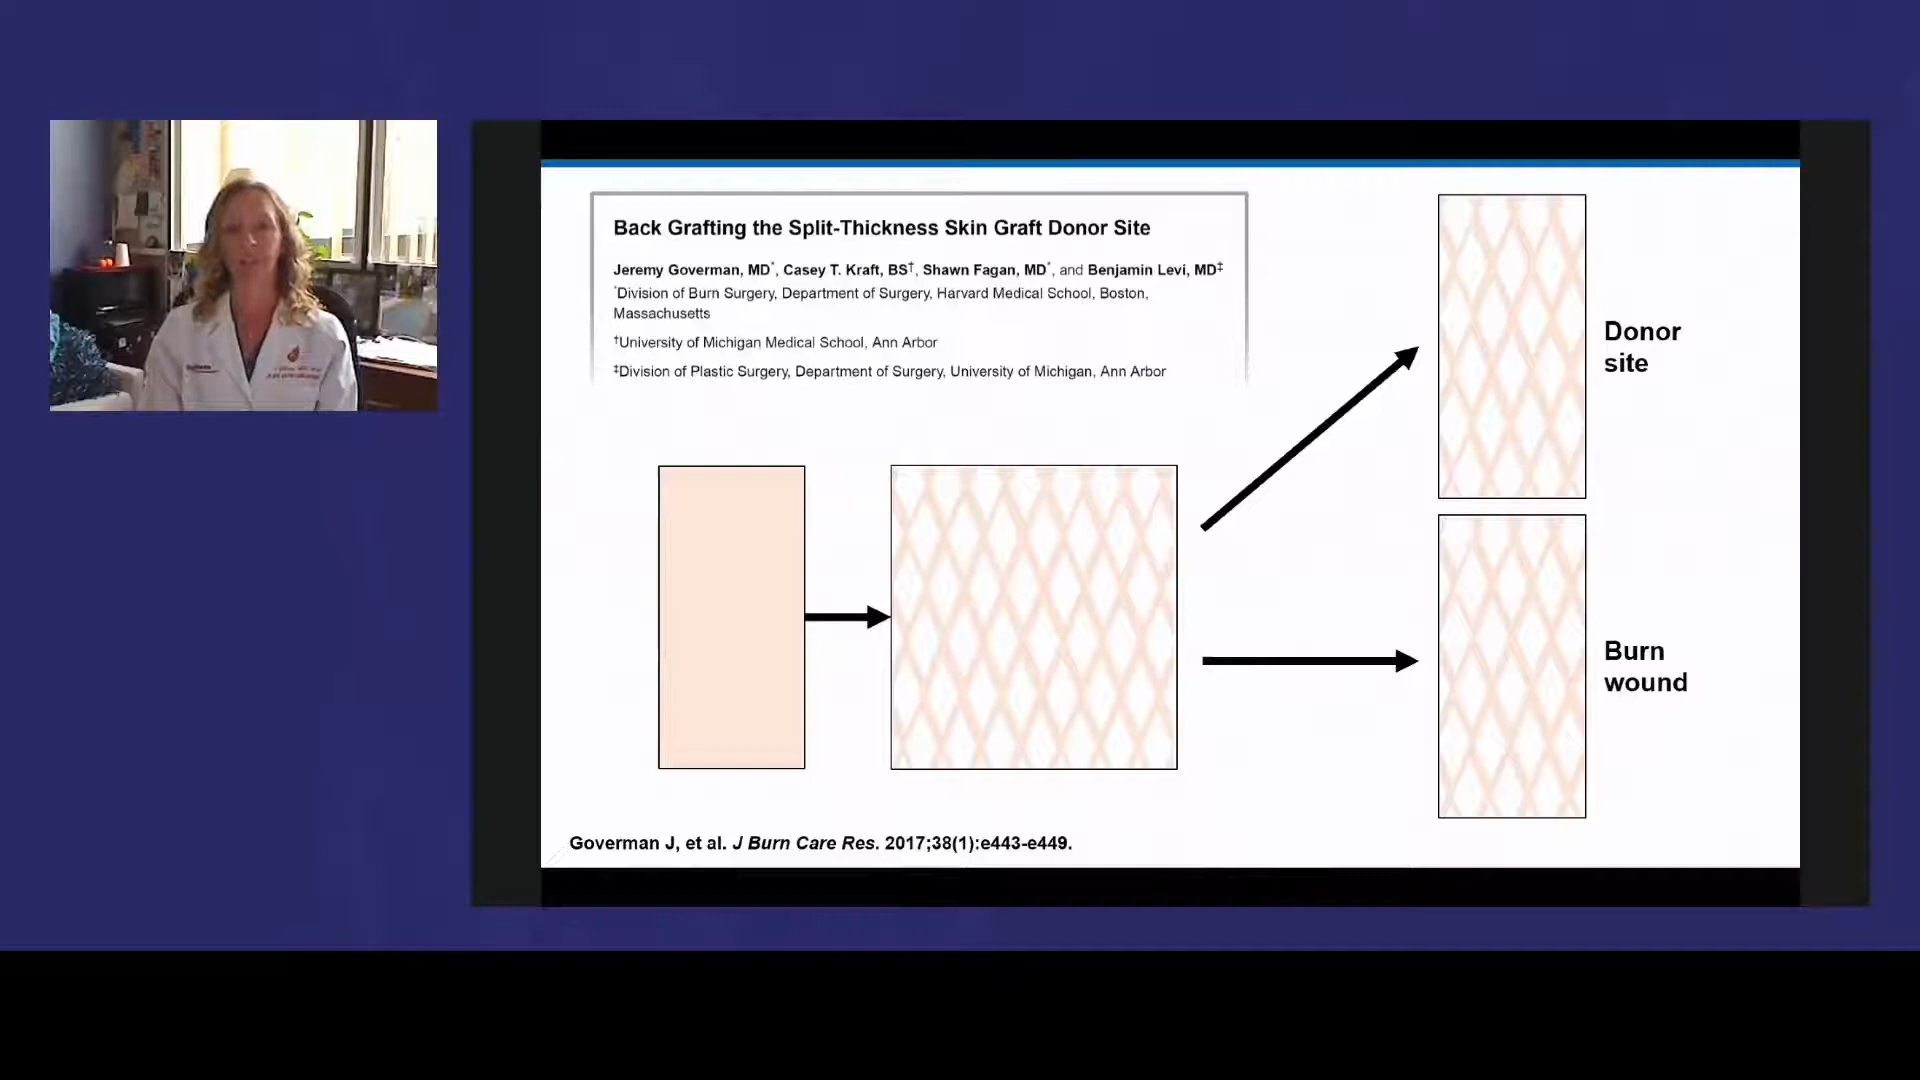 Back Grafting the Split-Thickness Skin Graft Donor Site
Jeremy Goverman, MD*, Casey T. Kraft, BS†, Shawn Fagan, MD*, and Benjamin Levi, MD‡
*Division of Burn Surgery, Department of Surgery, Harvard Medical School, Boston,
Massachusetts
†University of Michigan Medical School, Ann Arbor
‡Division of Plastic Surgery, Department of Surgery, University of Michigan, Ann Arbor
Donor
site
Burn
wound
Goverman J, et al. J Burn Care Res. 2017;38(1):e443-e449.